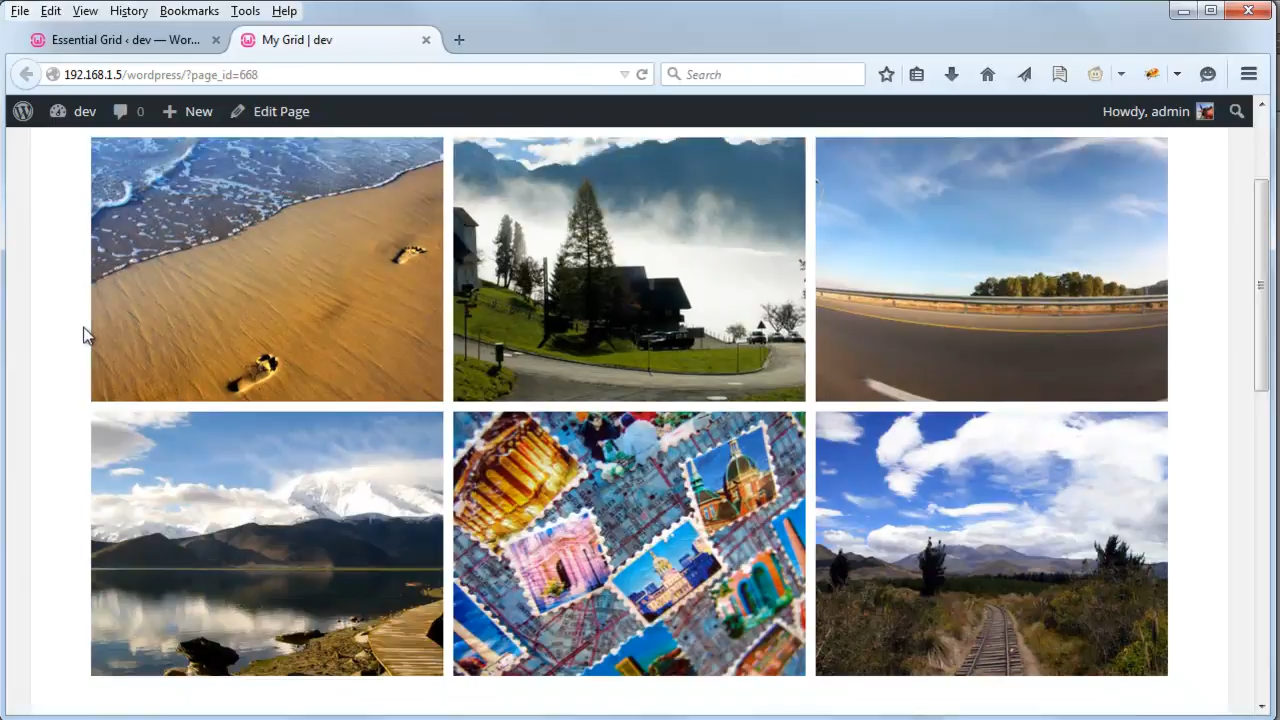 File Edit View History Bookmarks Tools Help
Essential Grid ‹ dev — Wor... My Grid | dev
192.168.1.5/wordpress/?page_id=668 Search
dev 0 New Edit Page Howdy, admin